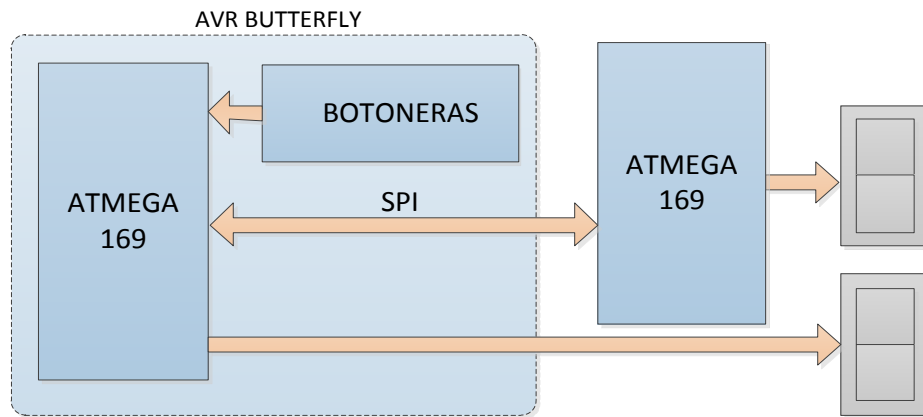 AVR BUTTERFLY
BOTONERAS
ATMEGA
169
SPI
ATMEGA
169